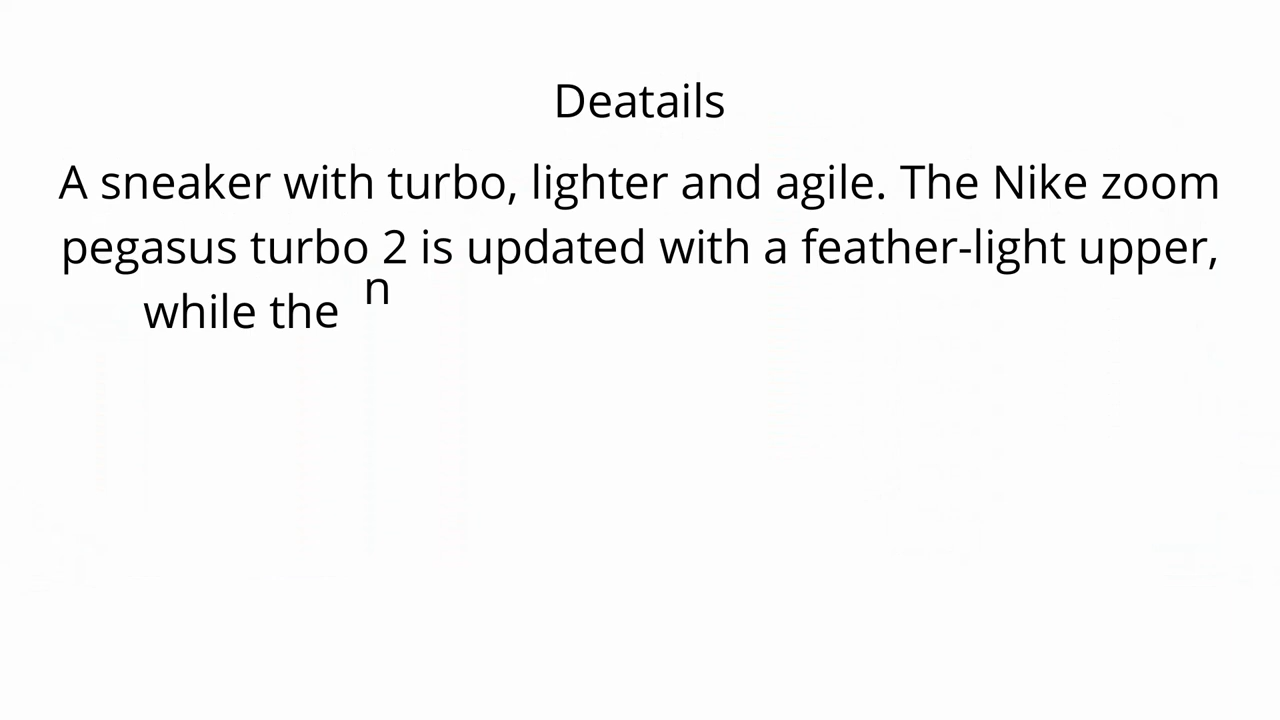 Deatails
A sneaker with turbo, lighter and agile. The Nike zoom
pegasus turbo 2 is updated with a feather-light upper,
while the n